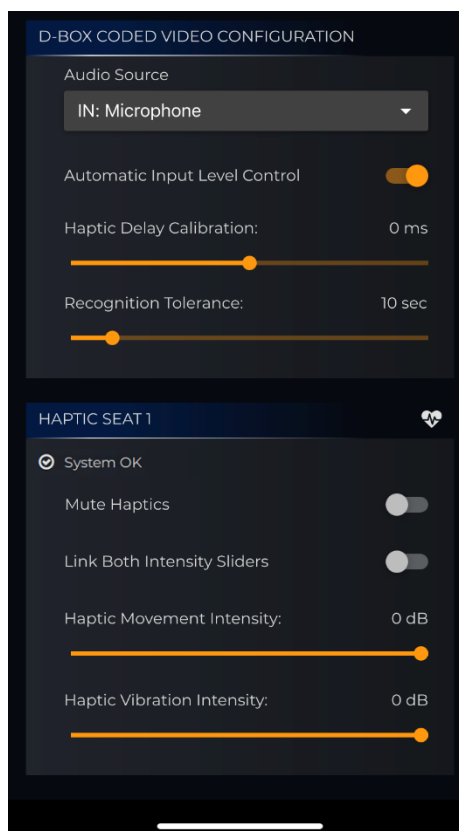 D-BOX CODED VIDEO CONFIGURATION
Audio Source
IN: Microphone
Automatic Input Level Control
Haptic Delay Calibration: 0 ms
Recognition Tolerance: 10 sec
HAPTIC SEAT 1
System OK
Mute Haptics
Link Both Intensity Sliders
Haptic Movement Intensity: 0 dB
Haptic Vibration Intensity: 0 dB